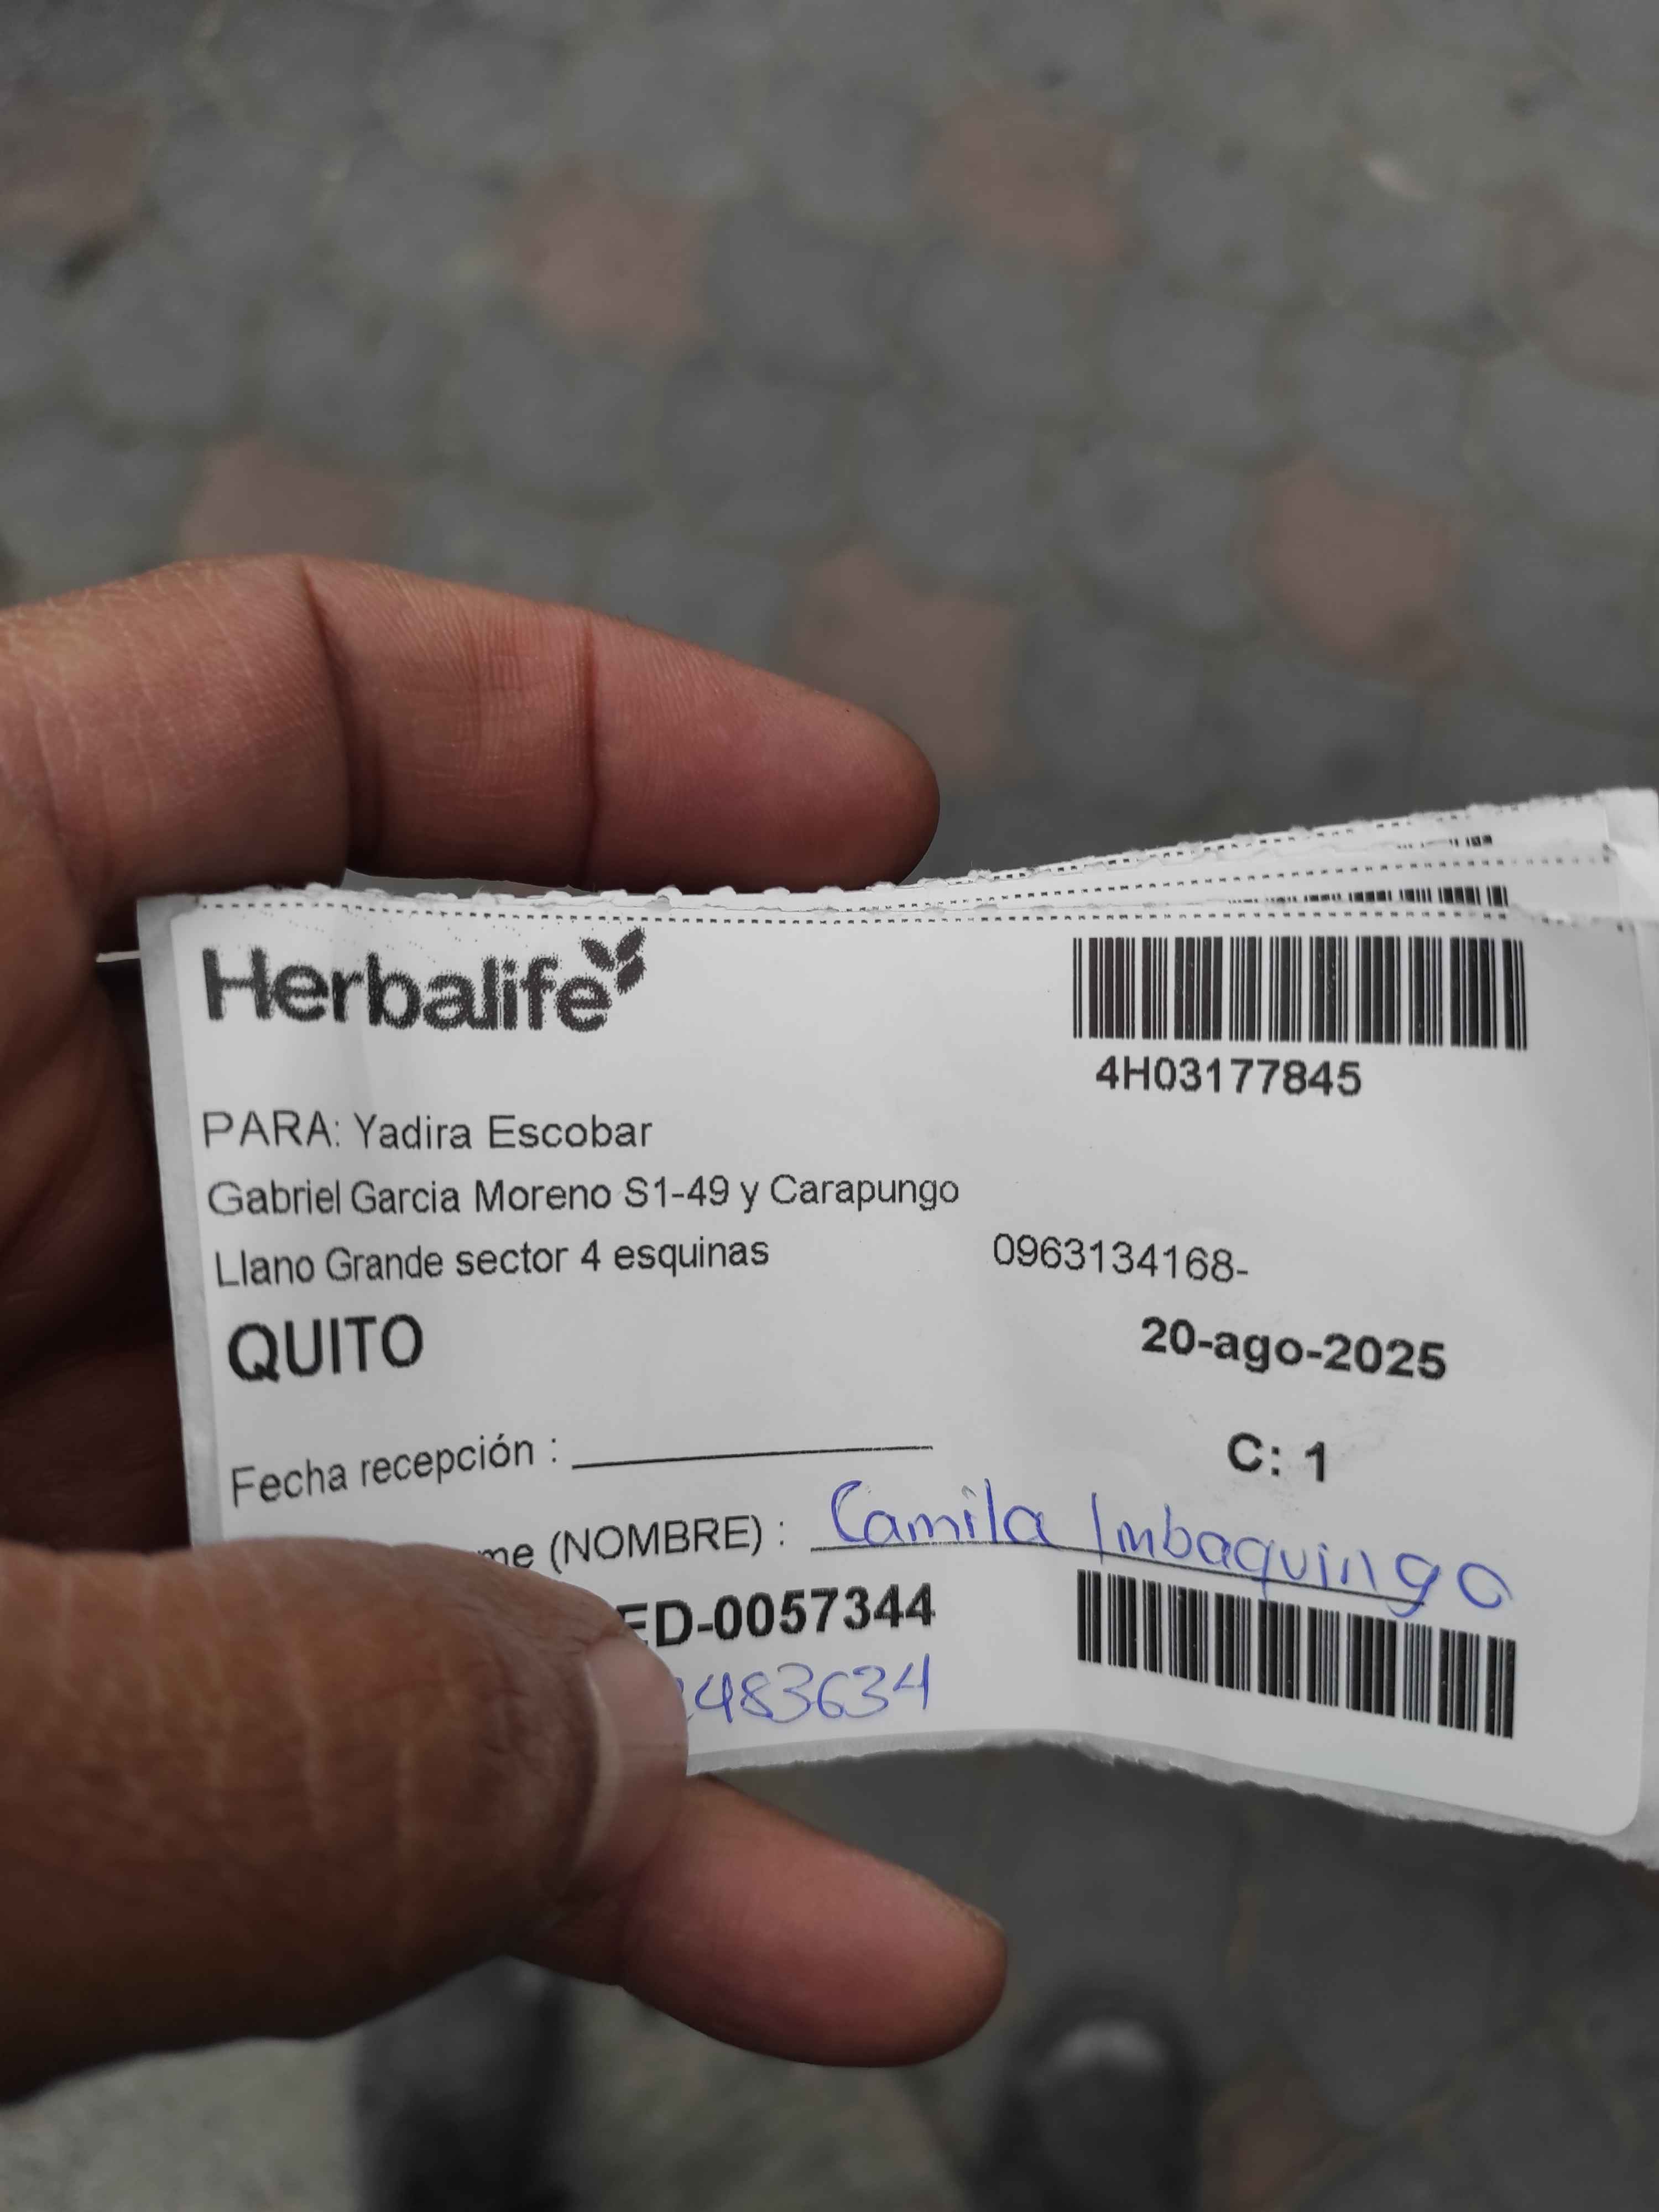 Herbalife
4H03177845
PARA: Yadira Escobar
Gabriel Garcia Moreno S1-49 y Carapungo
Llano Grande sector 4 esquinas 0963134168-
QUITO 20-ago-2025
Fecha recepción : C: 1
(NOMBRE) : Camila Imbaquingo
ED-0057344
483634